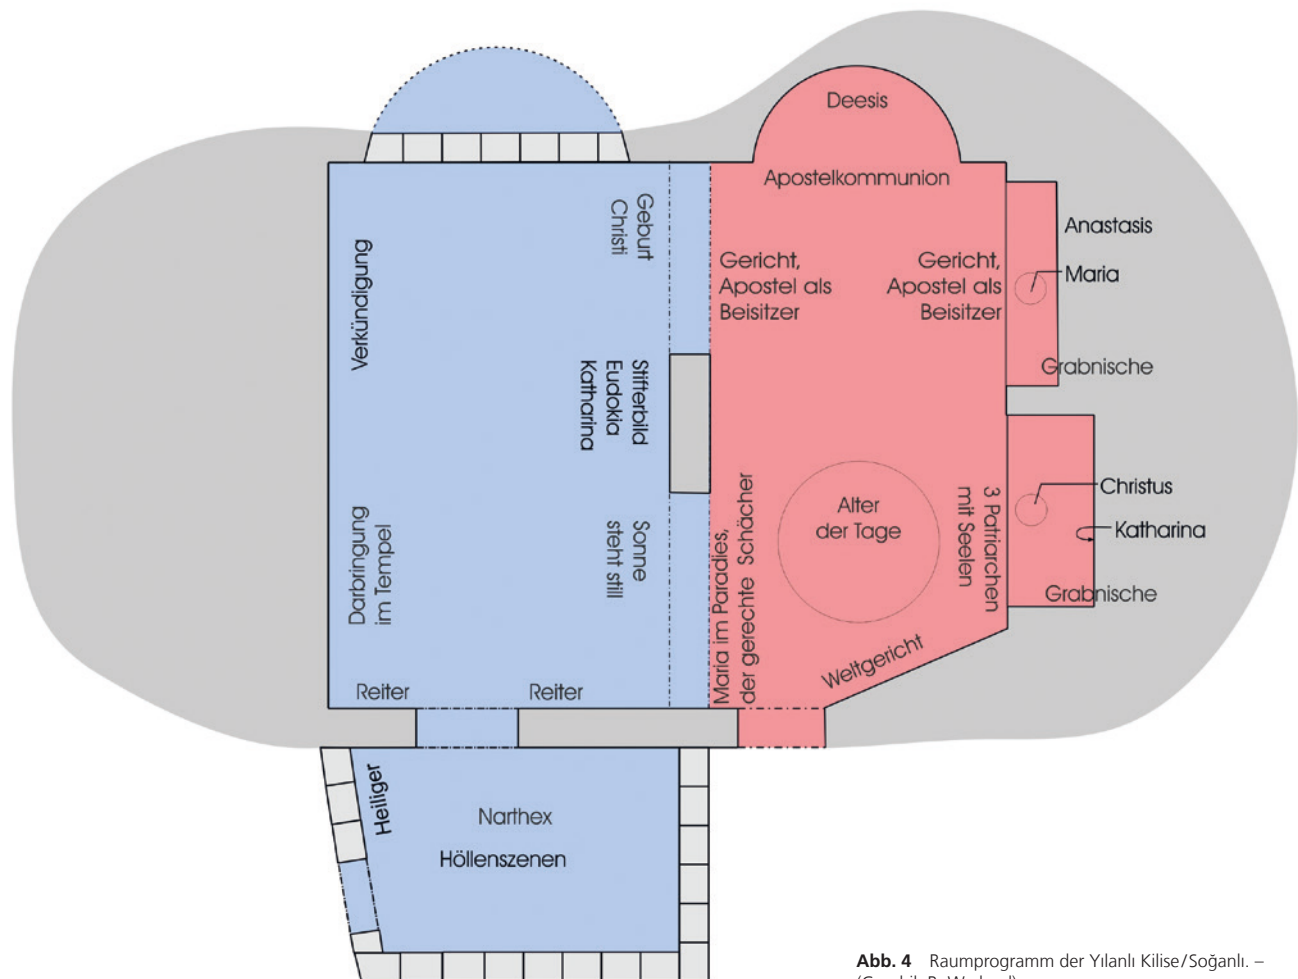 Deesis
Apostelkommunion
Geburt
Christi
Verkündigung
Gericht,
Apostel als
Beisitzer
Gericht,
Apostel als
Beisitzer
Anastasis
Maria
Grabnische
Stifterbild
Eudokia
Katharina
Darbringung
im Tempel
Sonne
steht still
Maria im Paradies,
der gerechte Schächer
Alter
der Tage
3 Patriarchen
mit Seelen
Christus
Katharina
Grabnische
Weltgericht
Reiter
Reiter
Heiliger
Narthex
Höllenszenen
Abb. 4 Raumprogramm der Yılanlı Kilise/Soğanlı. –